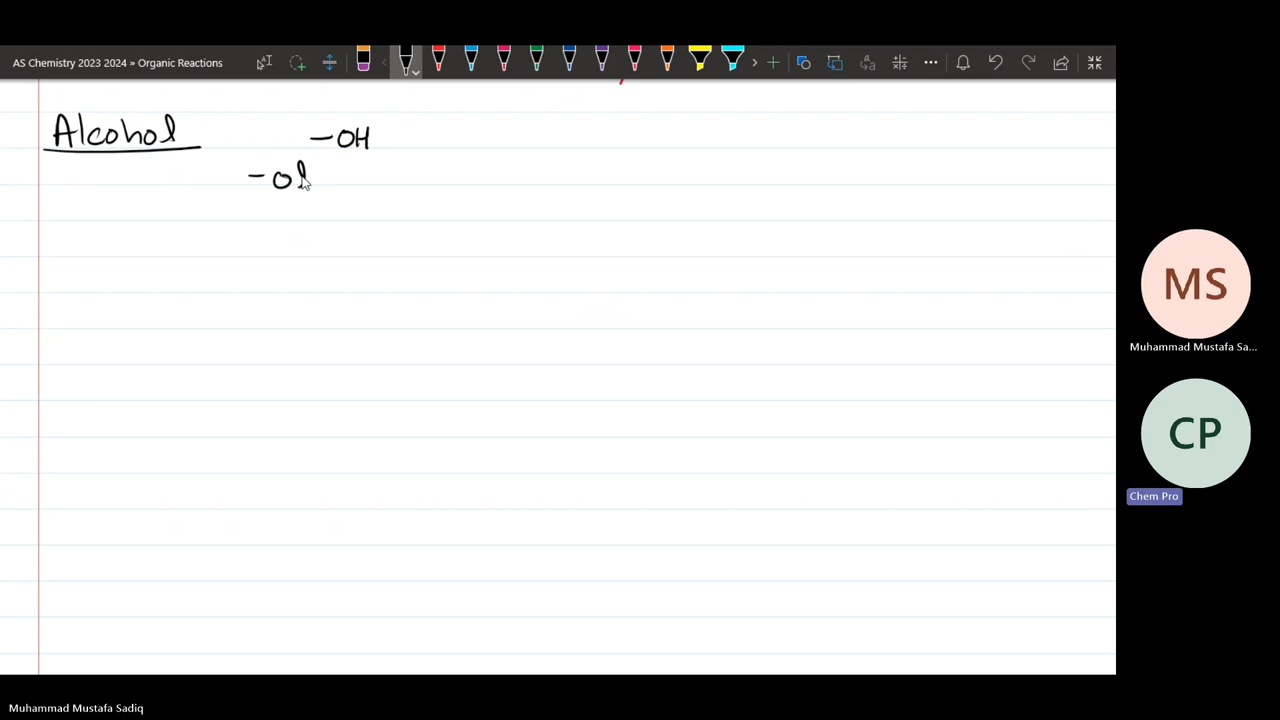 AS Chemistry 2023 2024 » Organic Reactions
Alcohol
-OH
-ol
MS
Muhammad Mustafa Sa...
CP
Chem Pro
Muhammad Mustafa Sadiq